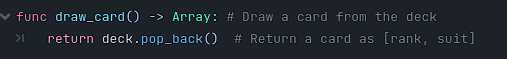 func draw_card() -> Array: # Draw a card from the deck
return deck.pop_back()  # Return a card as [rank, suit]